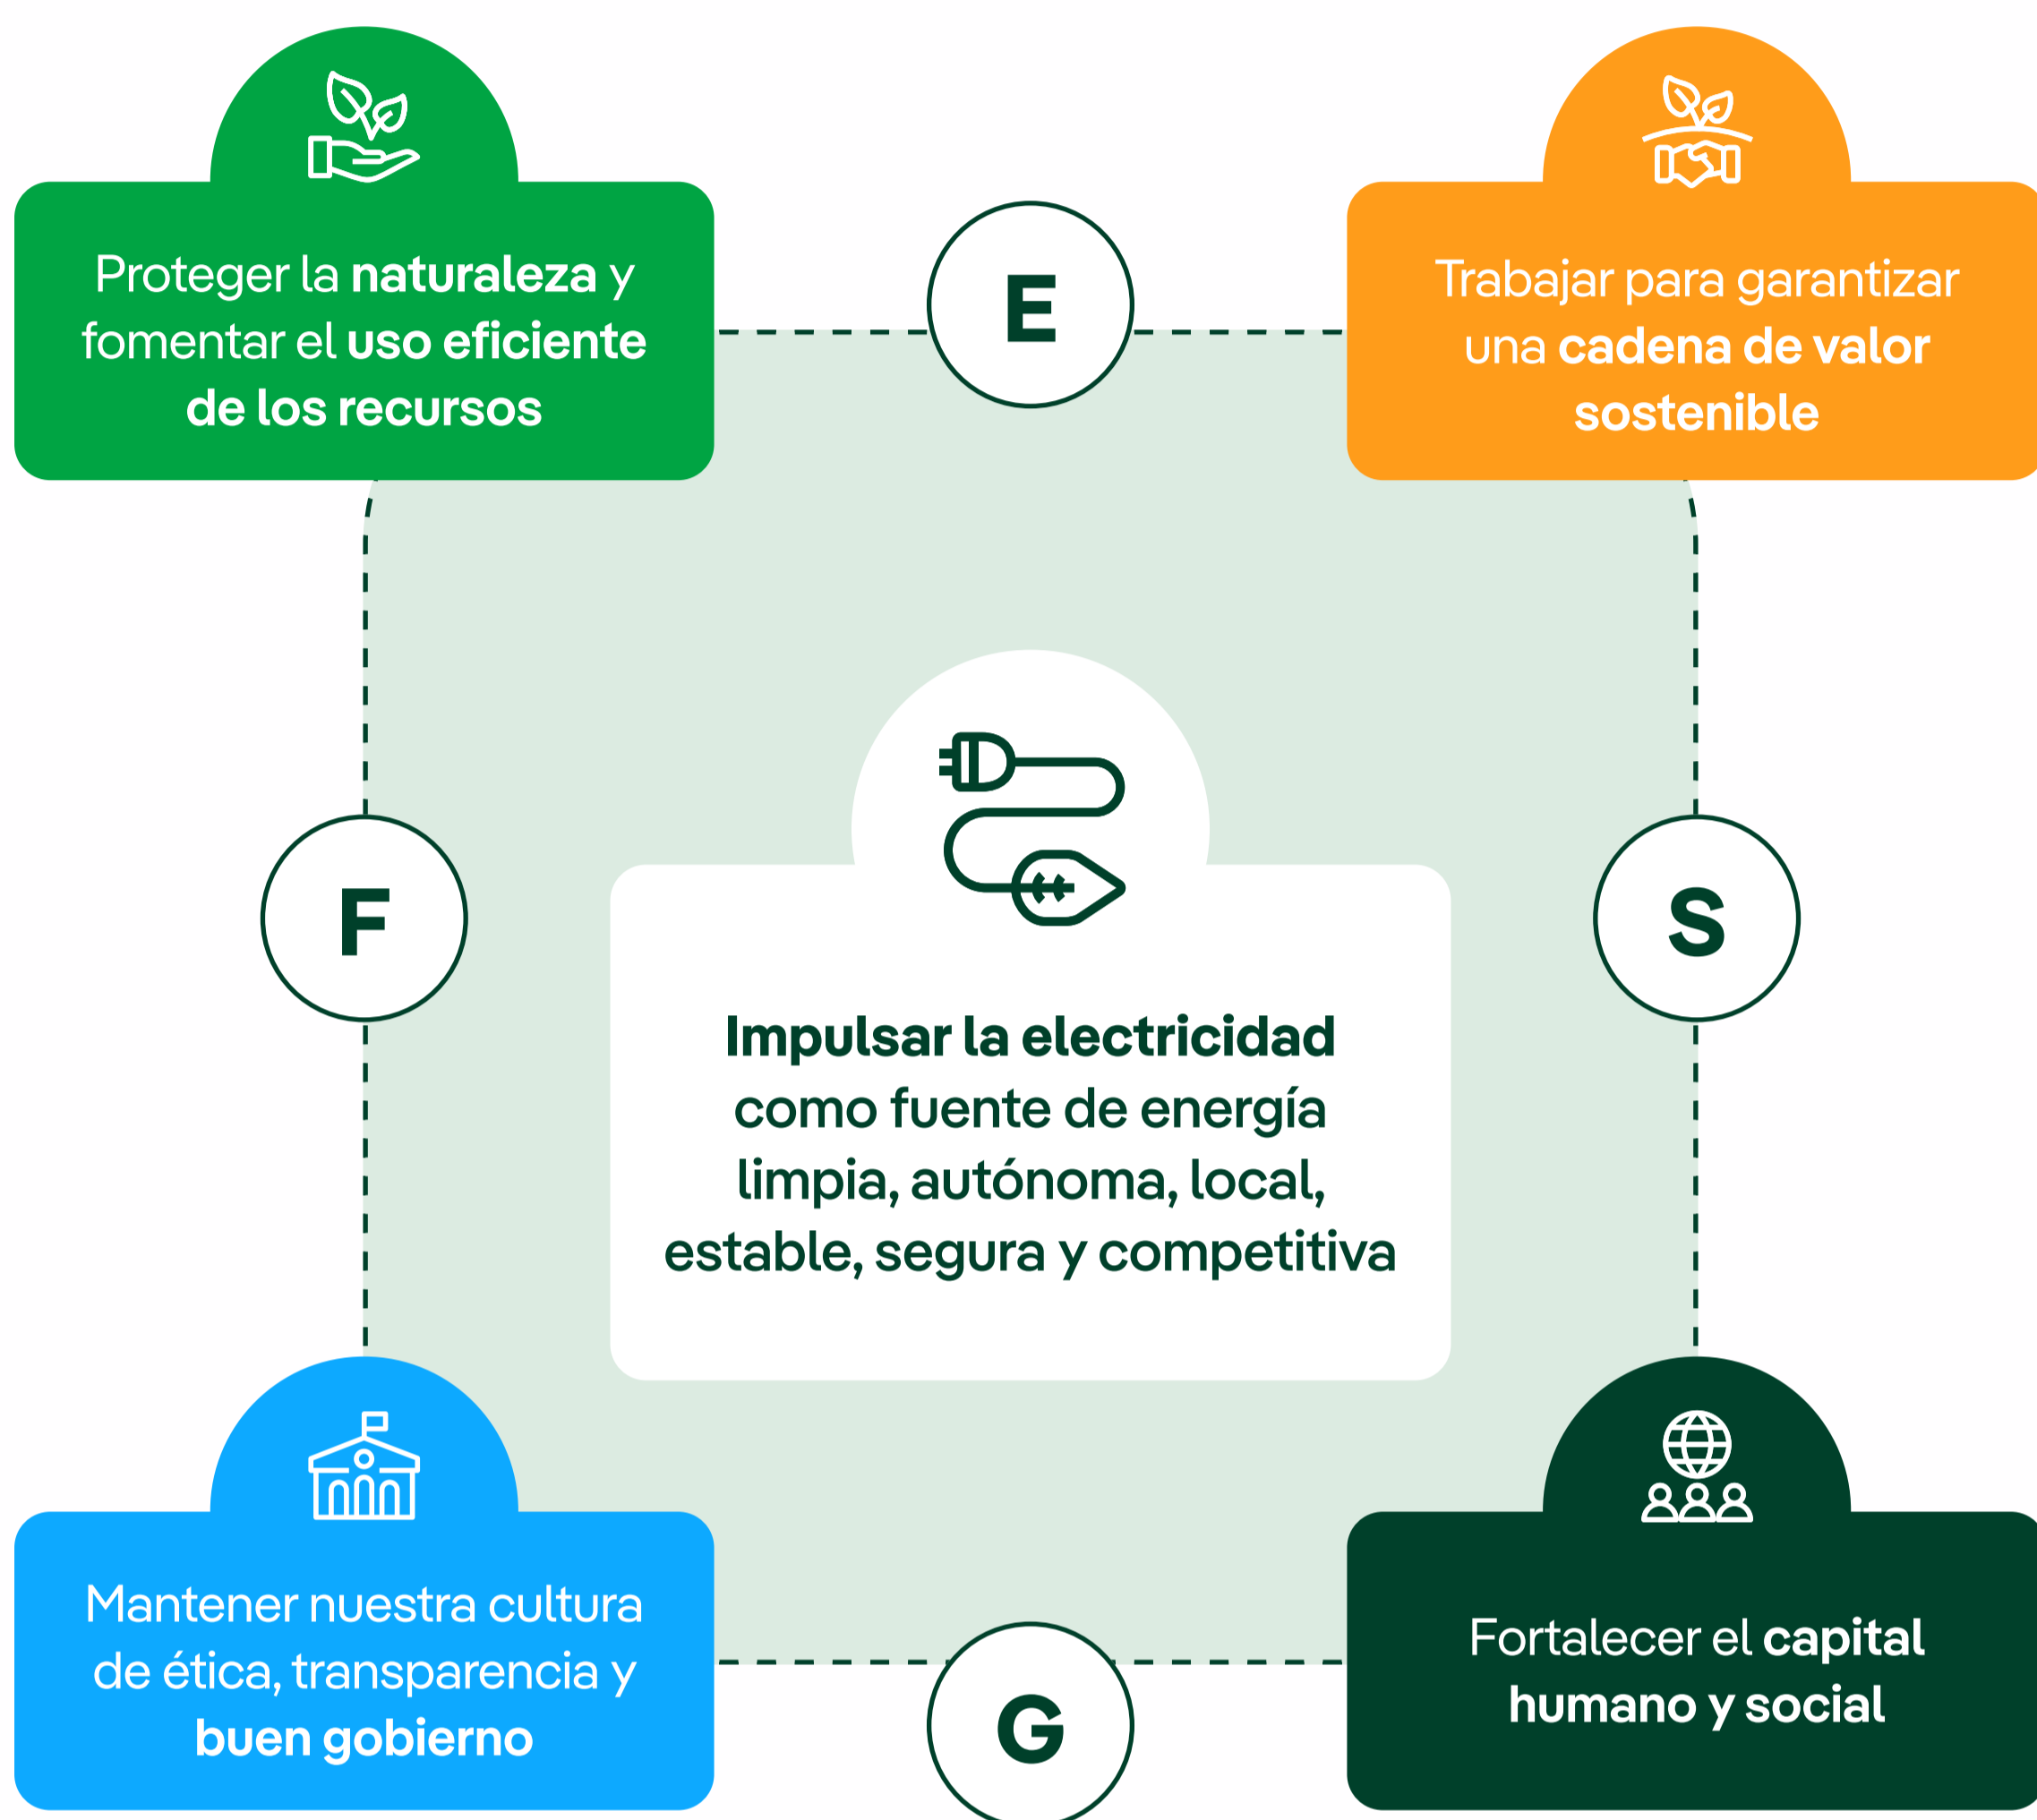 Proteger la naturaleza y
fomentar el uso eficiente
de los recursos
E
Trabajar para garantizar
una cadena de valor
sostenible
F
Impulsar la electricidad
como fuente de energía
limpia, autónoma, local,
estable, segura y competitiva
S
Mantener nuestra cultura
de ética, transparencia y
buen gobierno
G
Fortalecer el capital
humano y social